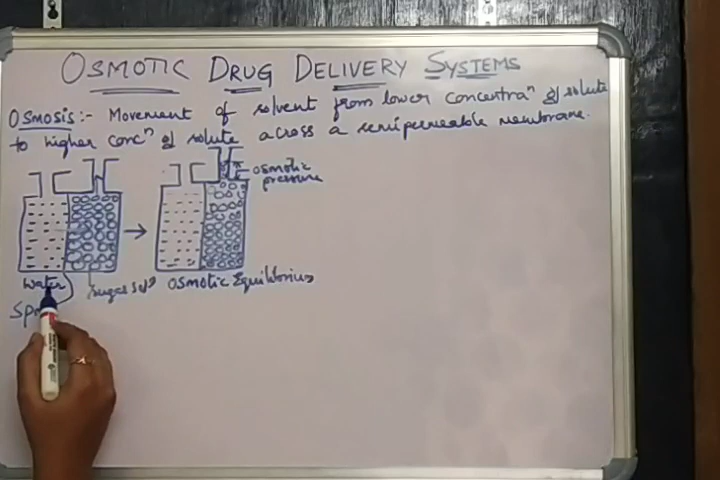 OSMOTIC DRUG DELIVERY SYSTEMS
OSMOSIS:- Movement of solvent from lower concentraⁿ of solute
to higher concⁿ of solute across a semipermeable membrane.
osmotic
pressure
water
sugar solⁿ
osmotic Equilibrium
SPM